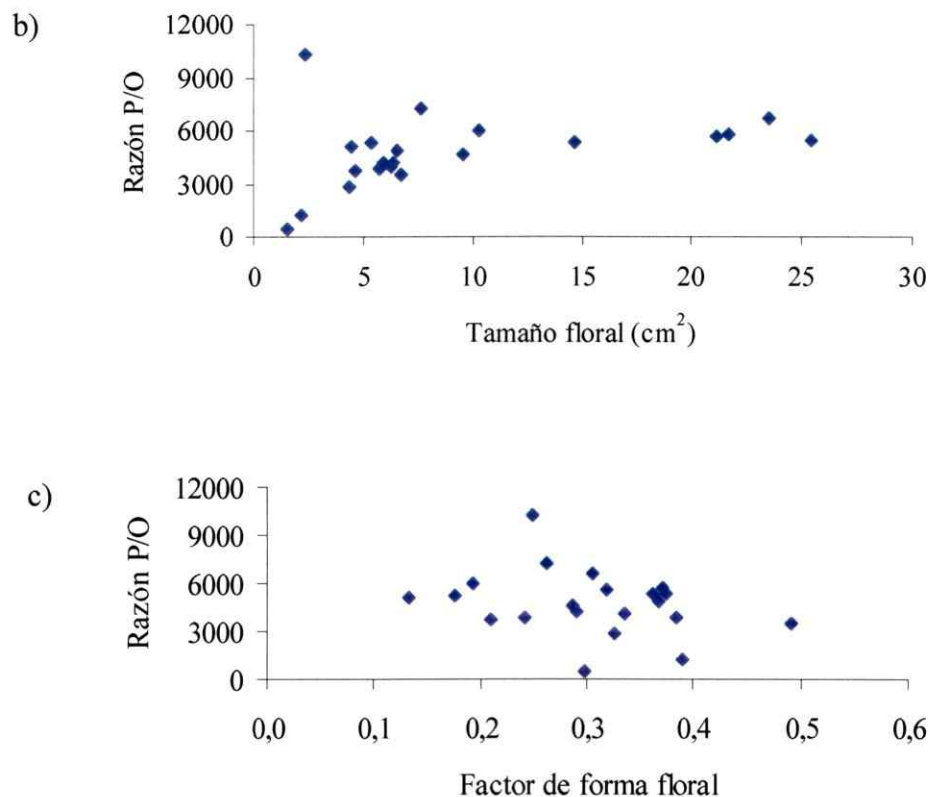 b)
Razón P/O
12000
9000
6000
3000
0
0 5 10 15 20 25 30
Tamaño floral (cm²)
c)
Razón P/O
12000
9000
6000
3000
0
0,0 0,1 0,2 0,3 0,4 0,5 0,6
Factor de forma floral